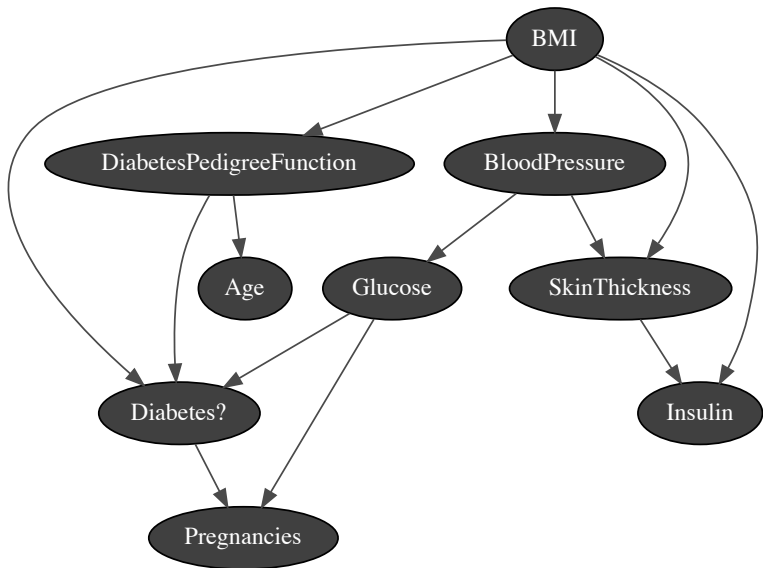 BMI
DiabetesPedigreeFunction
BloodPressure
Age
Glucose
SkinThickness
Diabetes?
Insulin
Pregnancies